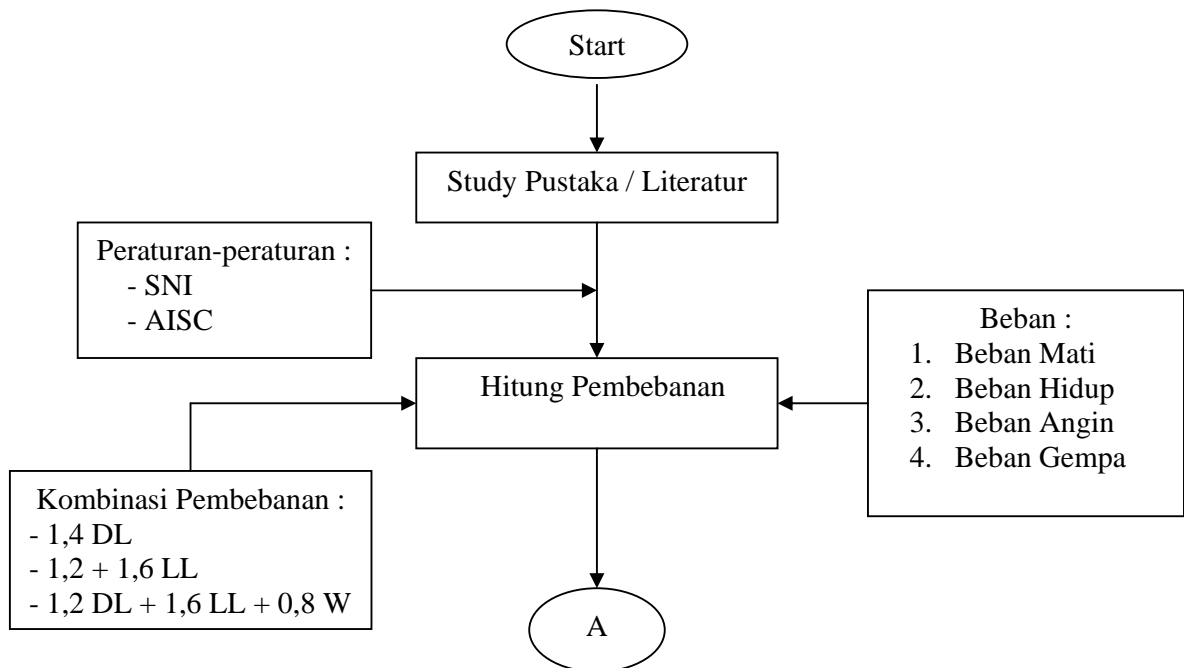 Start
Study Pustaka / Literatur
Peraturan-peraturan :
- SNI
- AISC
Beban :
1. Beban Mati
2. Beban Hidup
3. Beban Angin
4. Beban Gempa
Hitung Pembebanan
Kombinasi Pembebanan :
- 1,4 DL
- 1,2 + 1,6 LL
- 1,2 DL + 1,6 LL + 0,8 W
A